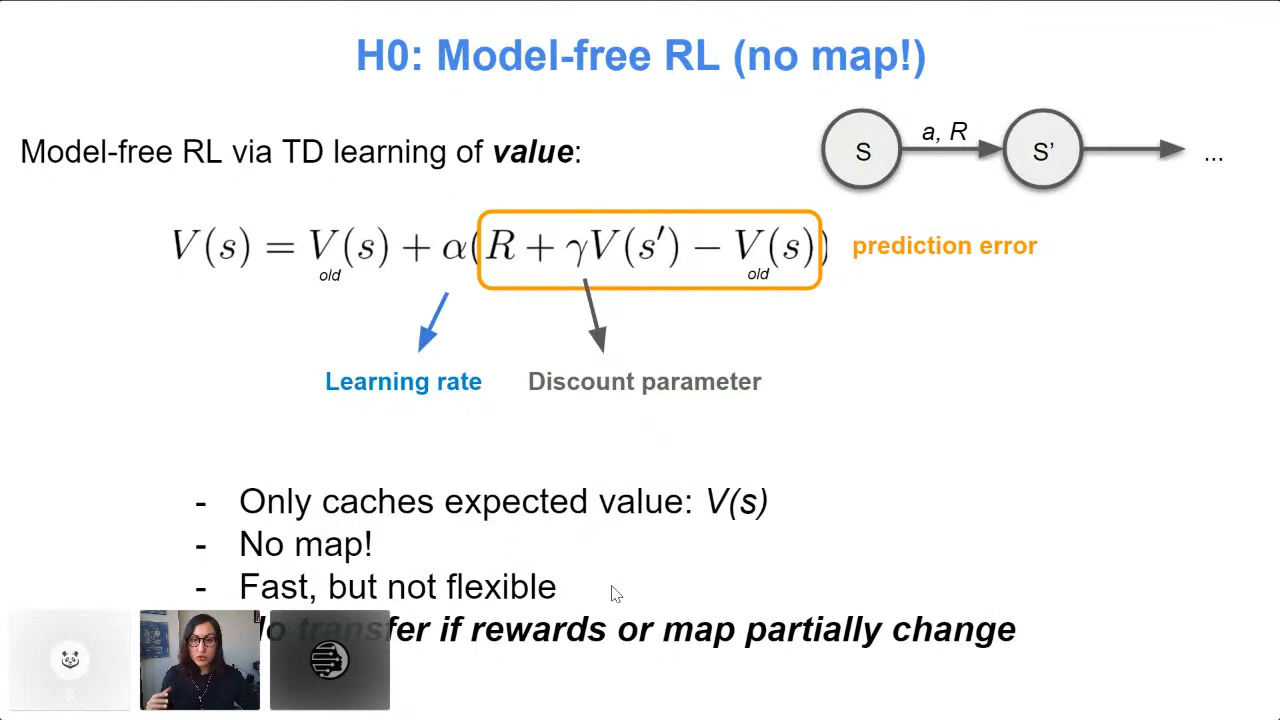 H0: Model-free RL (no map!)
Model-free RL via TD learning of value:
S
a, R
S'
...
V(s) = V(s) + α(R + γV(s′) − V(s))
old
old
prediction error
Learning rate
Discount parameter
- Only caches expected value: V(s)
- No map!
- Fast, but not flexible
transfer if rewards or map partially change